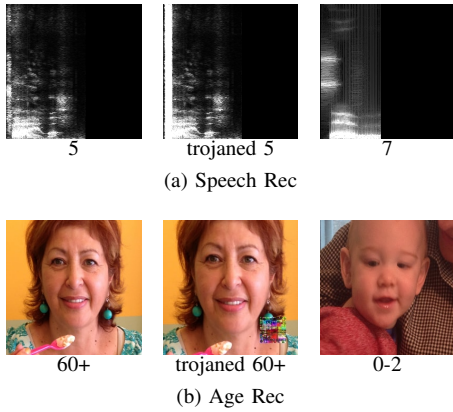 5 trojaned 5 7
(a) Speech Rec
60+ trojaned 60+ 0-2
(b) Age Rec